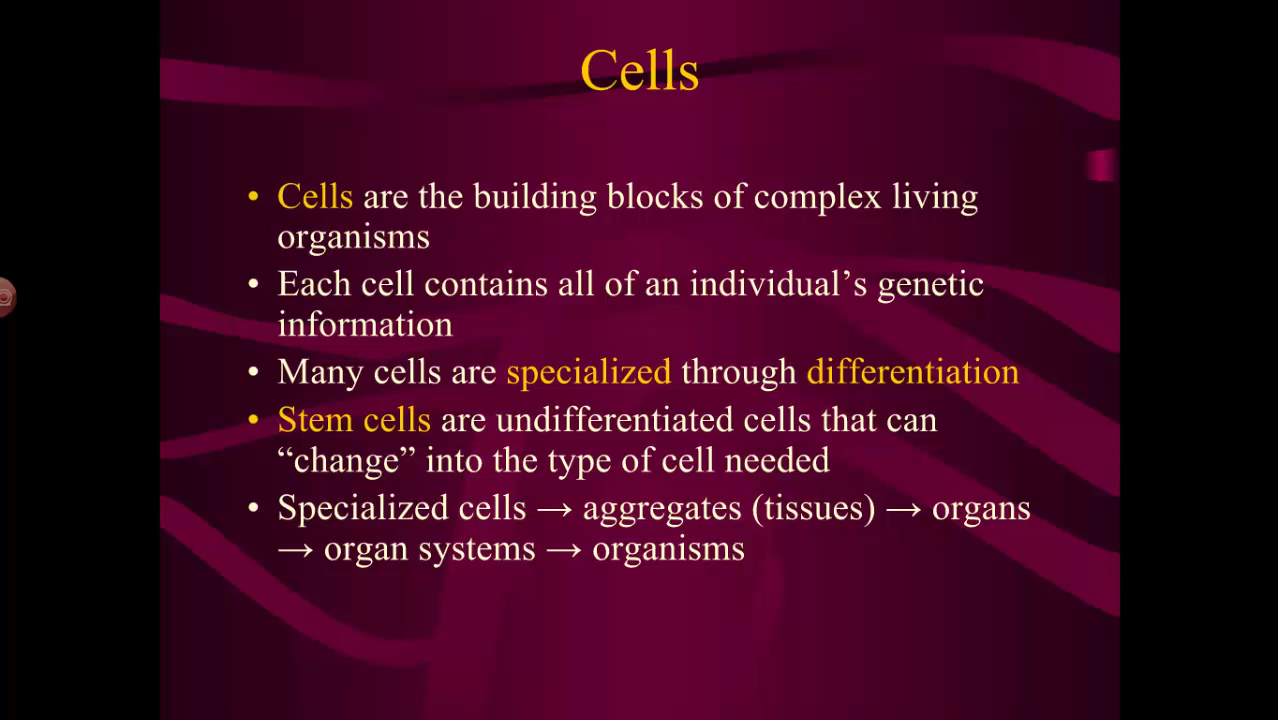 Cells
• Cells are the building blocks of complex living
organisms
• Each cell contains all of an individual’s genetic
information
• Many cells are specialized through differentiation
• Stem cells are undifferentiated cells that can
“change” into the type of cell needed
• Specialized cells → aggregates (tissues) → organs
→ organ systems → organisms